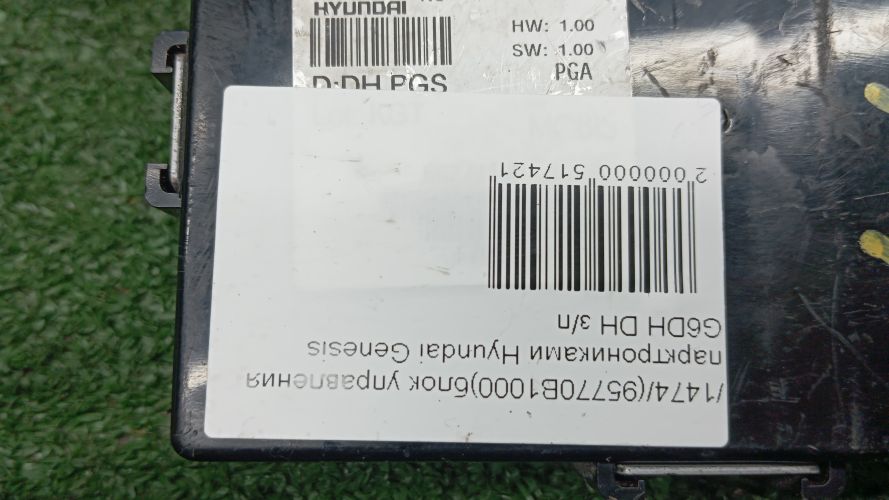 HYUNDAI
HW: 1.00
SW: 1.00
D:DH PGS
PGA
/1474/(95770B1000)блок управления
парктрониками Hyundai Genesis
G6DH DH з/п
2 000000 517421